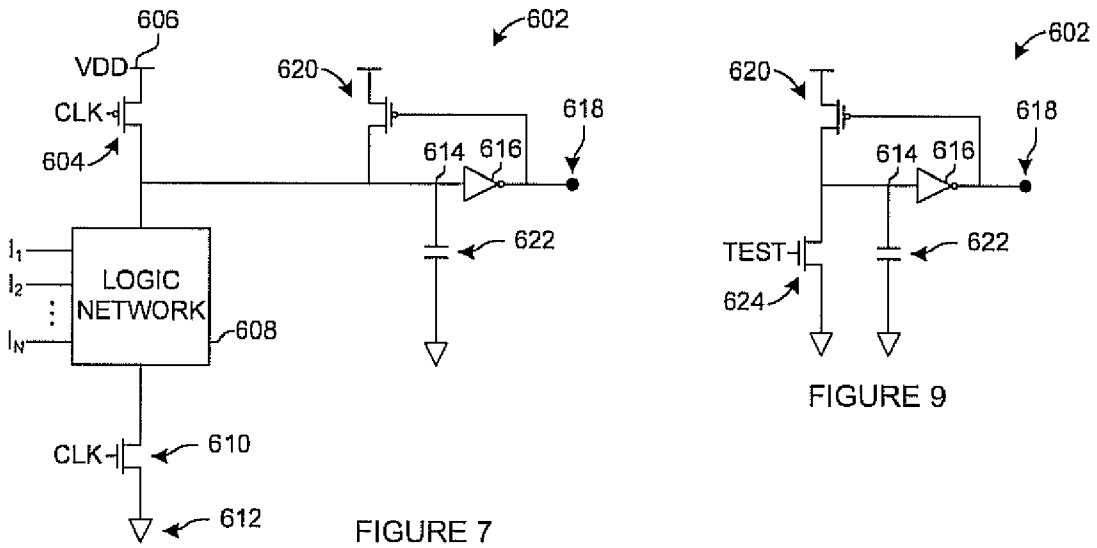 606
602
VDD
620
CLK
618
604
614
616
I1
I2
LOGIC
NETWORK
622
IN
608
CLK
610
612
FIGURE 7
602
620
618
614
616
TEST
622
624
FIGURE 9